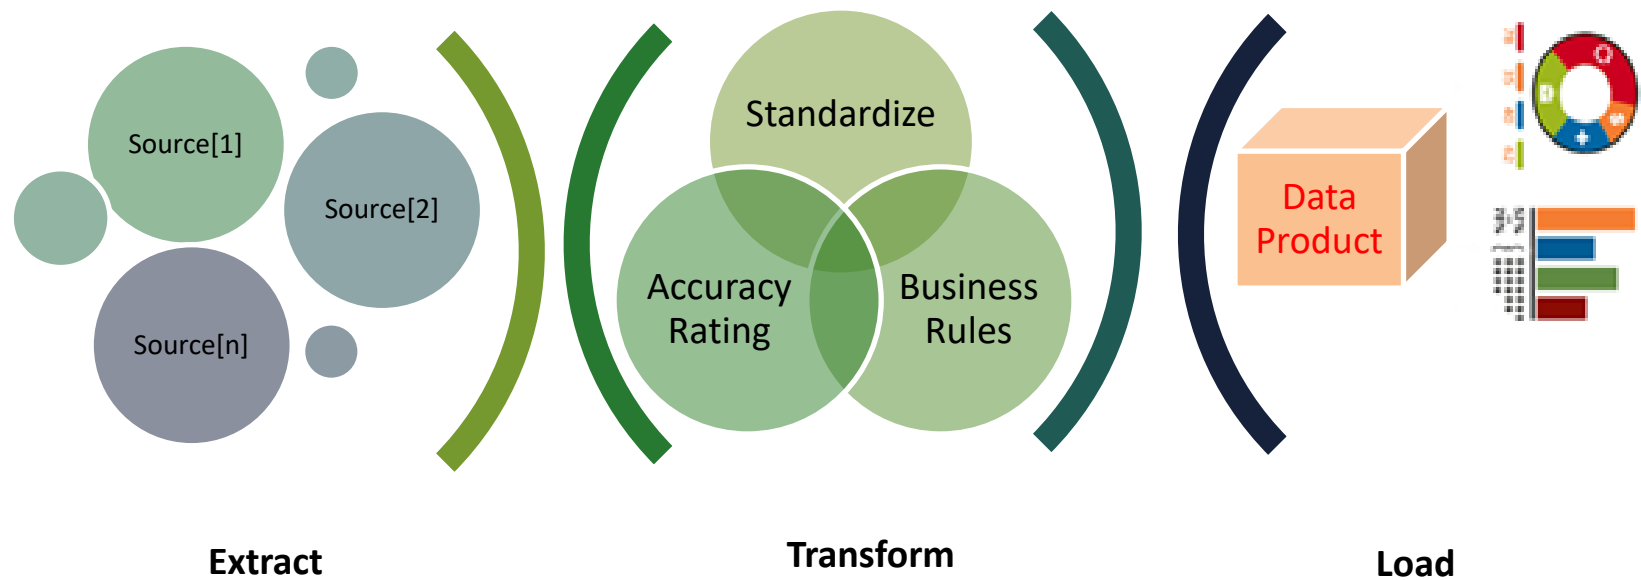 Source[1]
Source[2]
Source[n]
Standardize
Accuracy
Rating
Business
Rules
Data
Product
Extract
Transform
Load